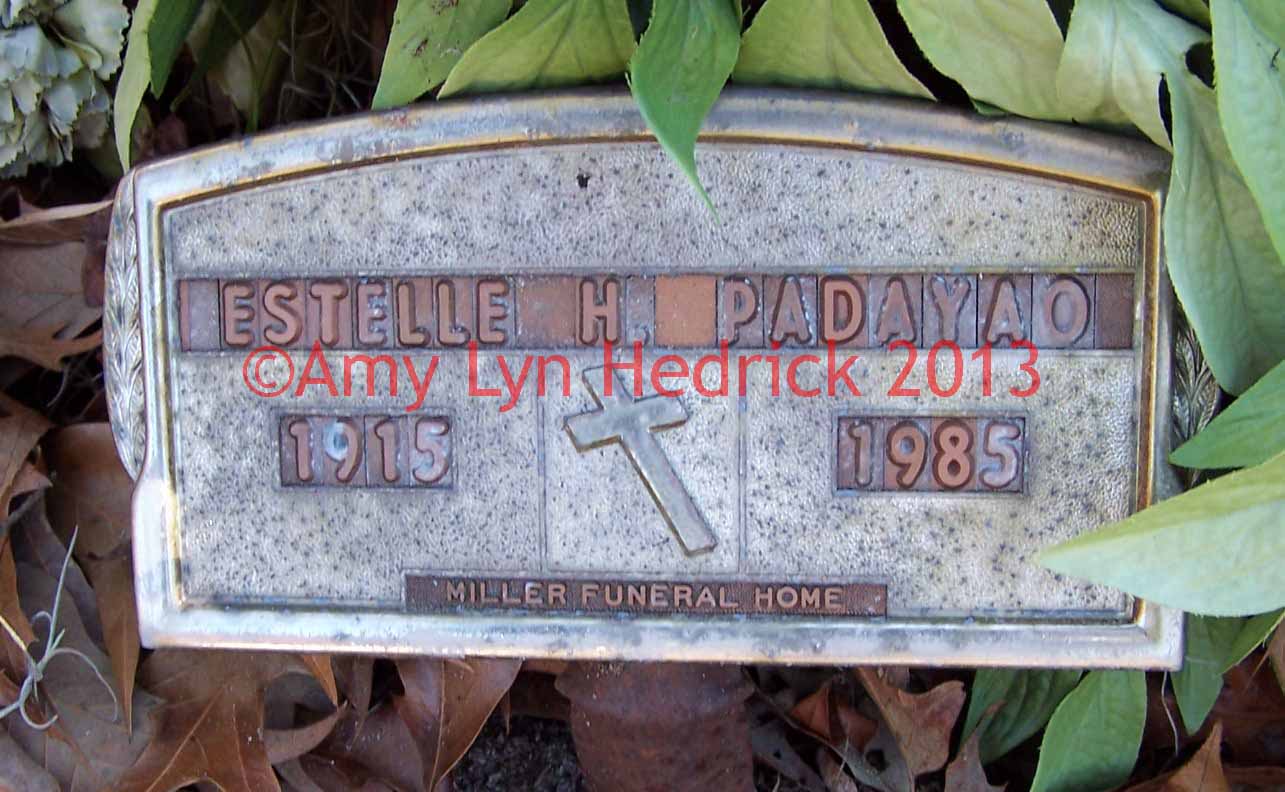 ESTELLE H. PADAYAO
©Amy Lyn Hedrick 2013
1915 1985
MILLER FUNERAL HOME